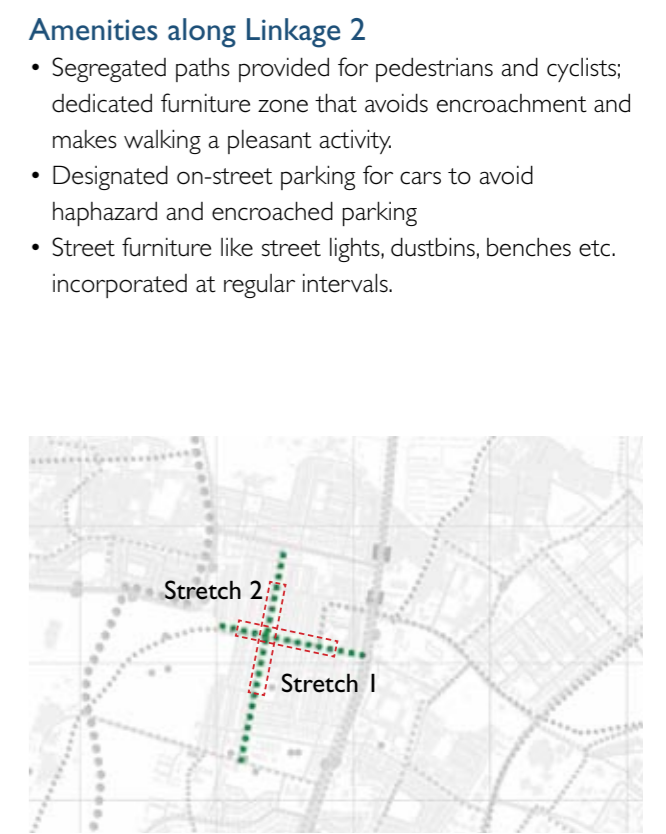 Amenities along Linkage 2
• Segregated paths provided for pedestrians and cyclists;
dedicated furniture zone that avoids encroachment and
makes walking a pleasant activity.
• Designated on-street parking for cars to avoid
haphazard and encroached parking
• Street furniture like street lights, dustbins, benches etc.
incorporated at regular intervals.
Stretch 2
Stretch 1